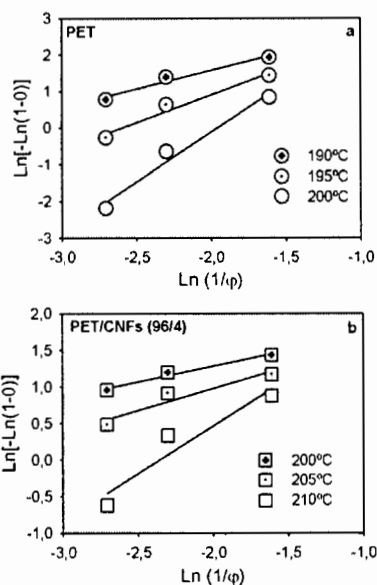 PET
a
3
2
1
0
-1
-2
-3
Ln[-Ln(1-0)]
190ºC
195ºC
200ºC
-3,0 -2,5 -2,0 -1,5 -1,0
Ln (1/φ)
PET/CNFs (96/4)
b
2,0
1,5
1,0
0,5
0,0
-0,5
-1,0
Ln[-Ln(1-0)]
200ºC
205ºC
210ºC
-3,0 -2,5 -2,0 -1,5 -1,0
Ln (1/φ)